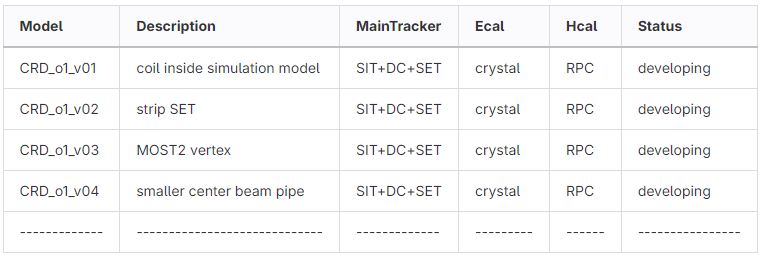 Model Description MainTracker Ecal Hcal Status
CRD_o1_v01 coil inside simulation model SIT+DC+SET crystal RPC developing
CRD_o1_v02 strip SET SIT+DC+SET crystal RPC developing
CRD_o1_v03 MOST2 vertex SIT+DC+SET crystal RPC developing
CRD_o1_v04 smaller center beam pipe SIT+DC+SET crystal RPC developing
------------- ----------------------------- ------------- --------- ------ ----------------